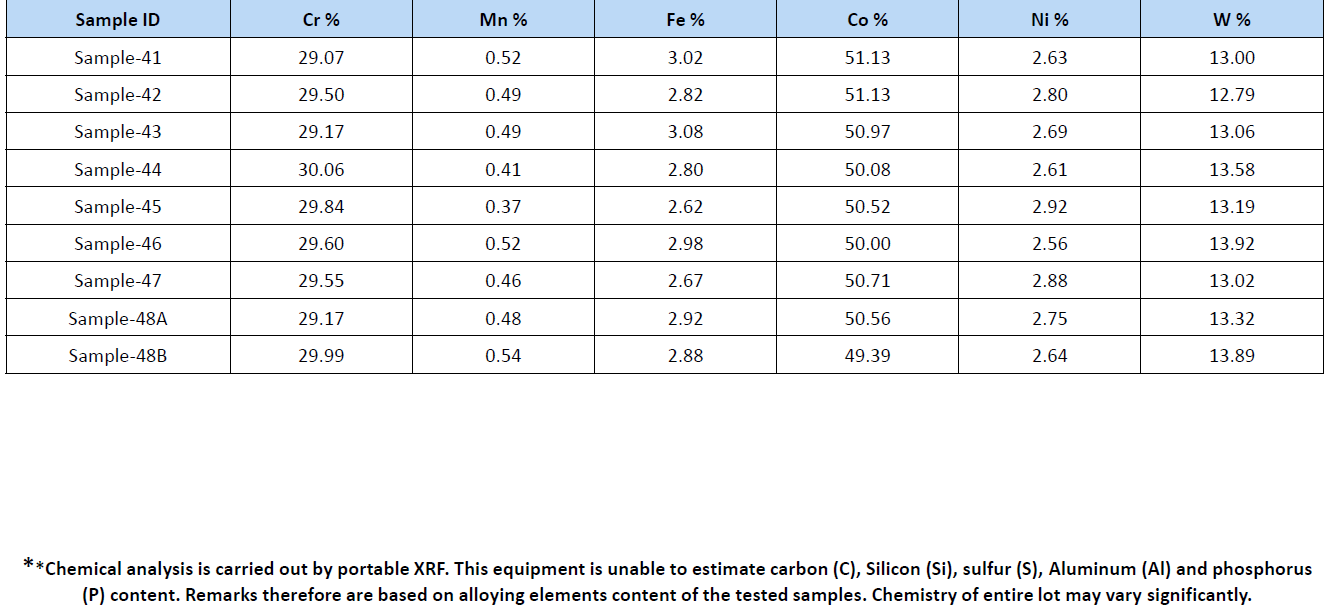 Sample ID Cr % Mn % Fe % Co % Ni % W %
Sample-41 29.07 0.52 3.02 51.13 2.63 13.00
Sample-42 29.50 0.49 2.82 51.13 2.80 12.79
Sample-43 29.17 0.49 3.08 50.97 2.69 13.06
Sample-44 30.06 0.41 2.80 50.08 2.61 13.58
Sample-45 29.84 0.37 2.62 50.52 2.92 13.19
Sample-46 29.60 0.52 2.98 50.00 2.56 13.92
Sample-47 29.55 0.46 2.67 50.71 2.88 13.02
Sample-48A 29.17 0.48 2.92 50.56 2.75 13.32
Sample-48B 29.99 0.54 2.88 49.39 2.64 13.89
**Chemical analysis is carried out by portable XRF. This equipment is unable to estimate carbon (C), Silicon (Si), sulfur (S), Aluminum (Al) and phosphorus
(P) content. Remarks therefore are based on alloying elements content of the tested samples. Chemistry of entire lot may vary significantly.